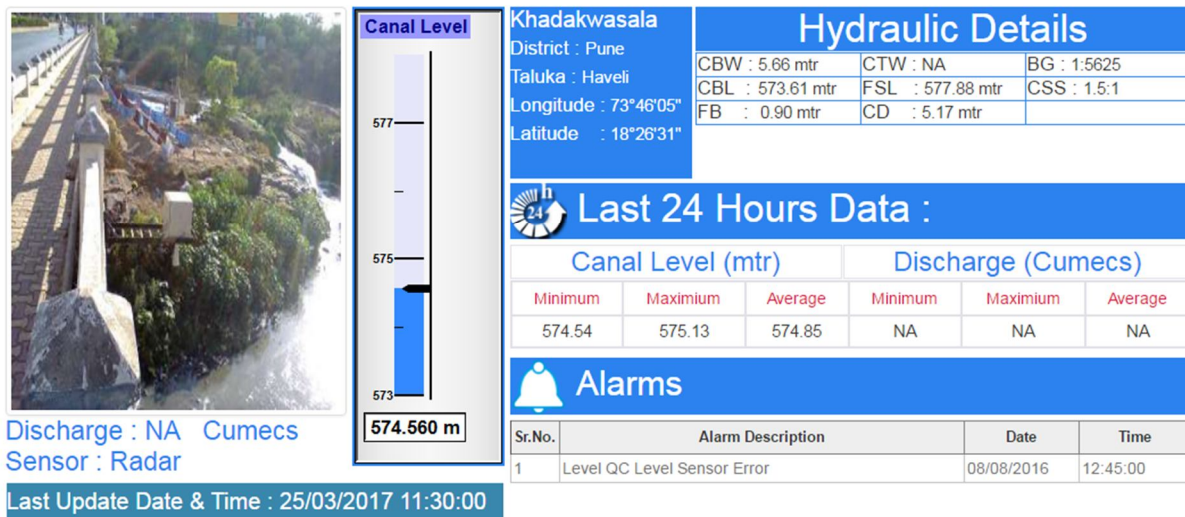 Canal Level
577
575
573
574.560 m
Discharge : NA Cumecs
Sensor : Radar
Last Update Date & Time : 25/03/2017 11:30:00
Khadakwasala
District : Pune
Taluka : Haveli
Longitude : 73°46'05"
Latitude : 18°26'31"
Hydraulic Details
CBW : 5.66 mtr CTW : NA BG : 1:5625
CBL : 573.61 mtr FSL : 577.88 mtr CSS : 1.5:1
FB : 0.90 mtr CD : 5.17 mtr
24 h
Last 24 Hours Data :
Canal Level (mtr) Discharge (Cumecs)
Minimum Maximium Average Minimum Maximium Average
574.54 575.13 574.85 NA NA NA
Alarms
Sr.No. Alarm Description Date Time
1 Level QC Level Sensor Error 08/08/2016 12:45:00